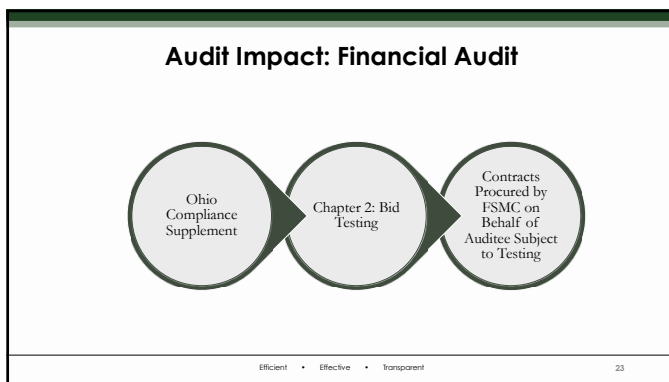 Audit Impact: Financial Audit
Ohio
Compliance
Supplement
Chapter 2: Bid
Testing
Contracts
Procured by
FSMC on
Behalf of
Auditee Subject
to Testing
Efficient • Effective • Transparent
23